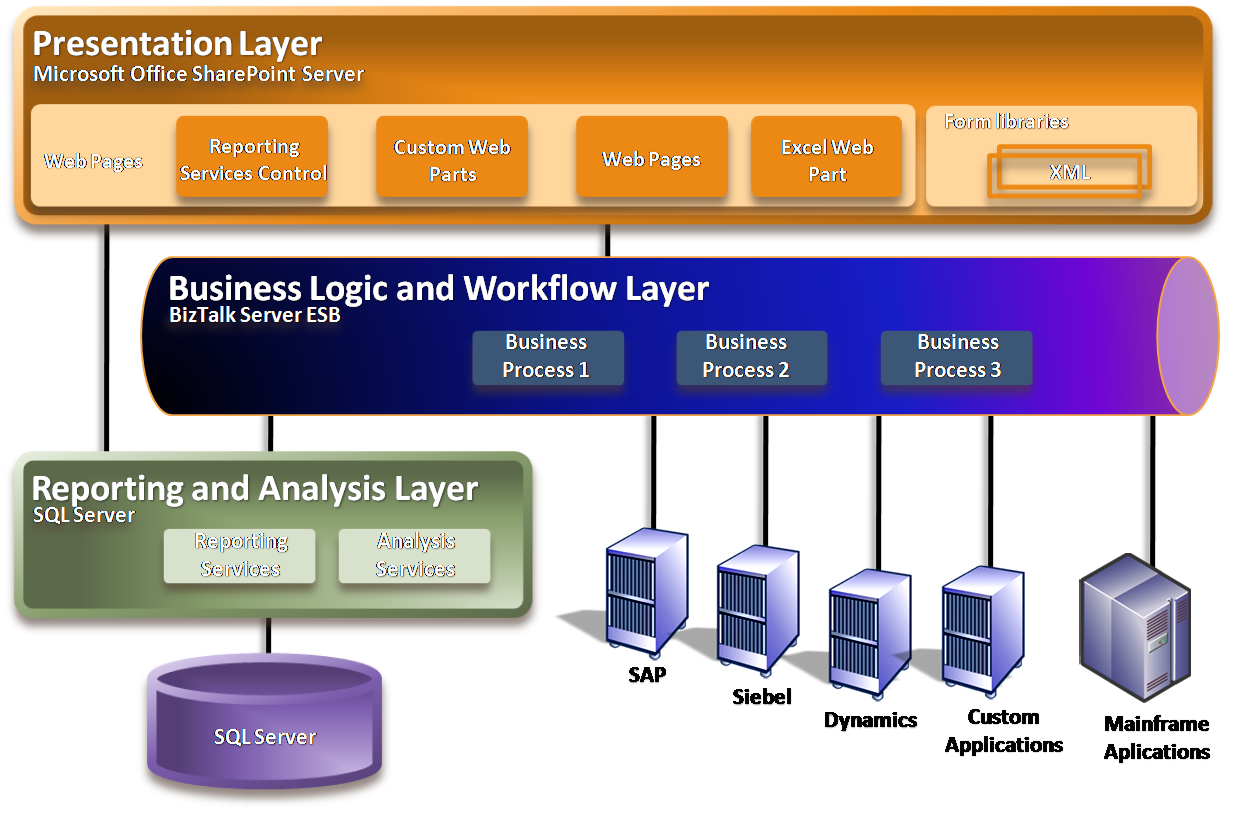 Presentation Layer
Microsoft Office SharePoint Server
Web Pages
Reporting
Services Control
Custom Web
Parts
Web Pages
Excel Web
Part
Form libraries
XML
Business Logic and Workflow Layer
BizTalk Server ESB
Business
Process 1
Business
Process 2
Business
Process 3
Reporting and Analysis Layer
SQL Server
Reporting
Services
Analysis
Services
SQL Server
SAP
Siebel
Dynamics
Custom
Applications
Mainframe
Aplications